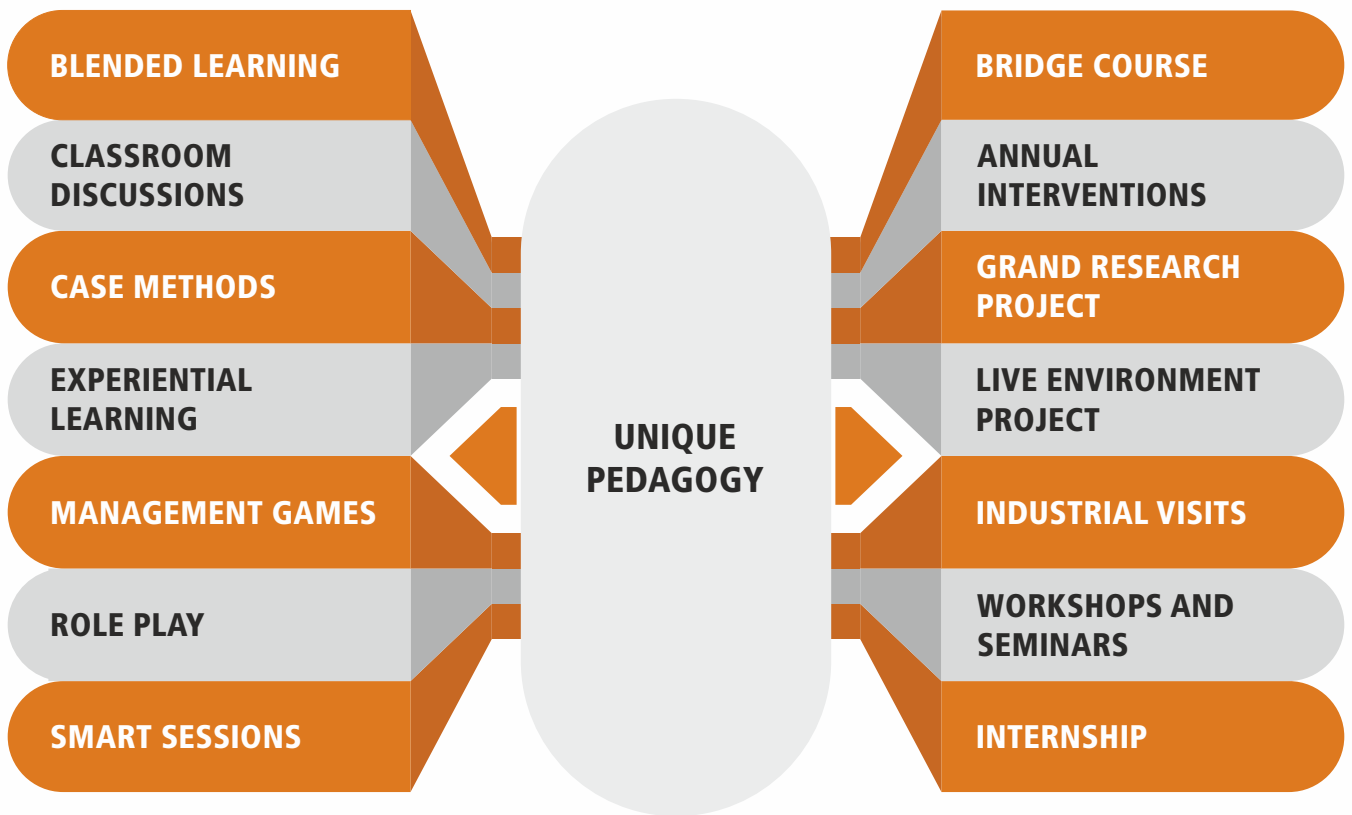 BLENDED LEARNING
CLASSROOM
DISCUSSIONS
CASE METHODS
EXPERIENTIAL
LEARNING
MANAGEMENT GAMES
ROLE PLAY
SMART SESSIONS
UNIQUE
PEDAGOGY
BRIDGE COURSE
ANNUAL
INTERVENTIONS
GRAND RESEARCH
PROJECT
LIVE ENVIRONMENT
PROJECT
INDUSTRIAL VISITS
WORKSHOPS AND
SEMINARS
INTERNSHIP